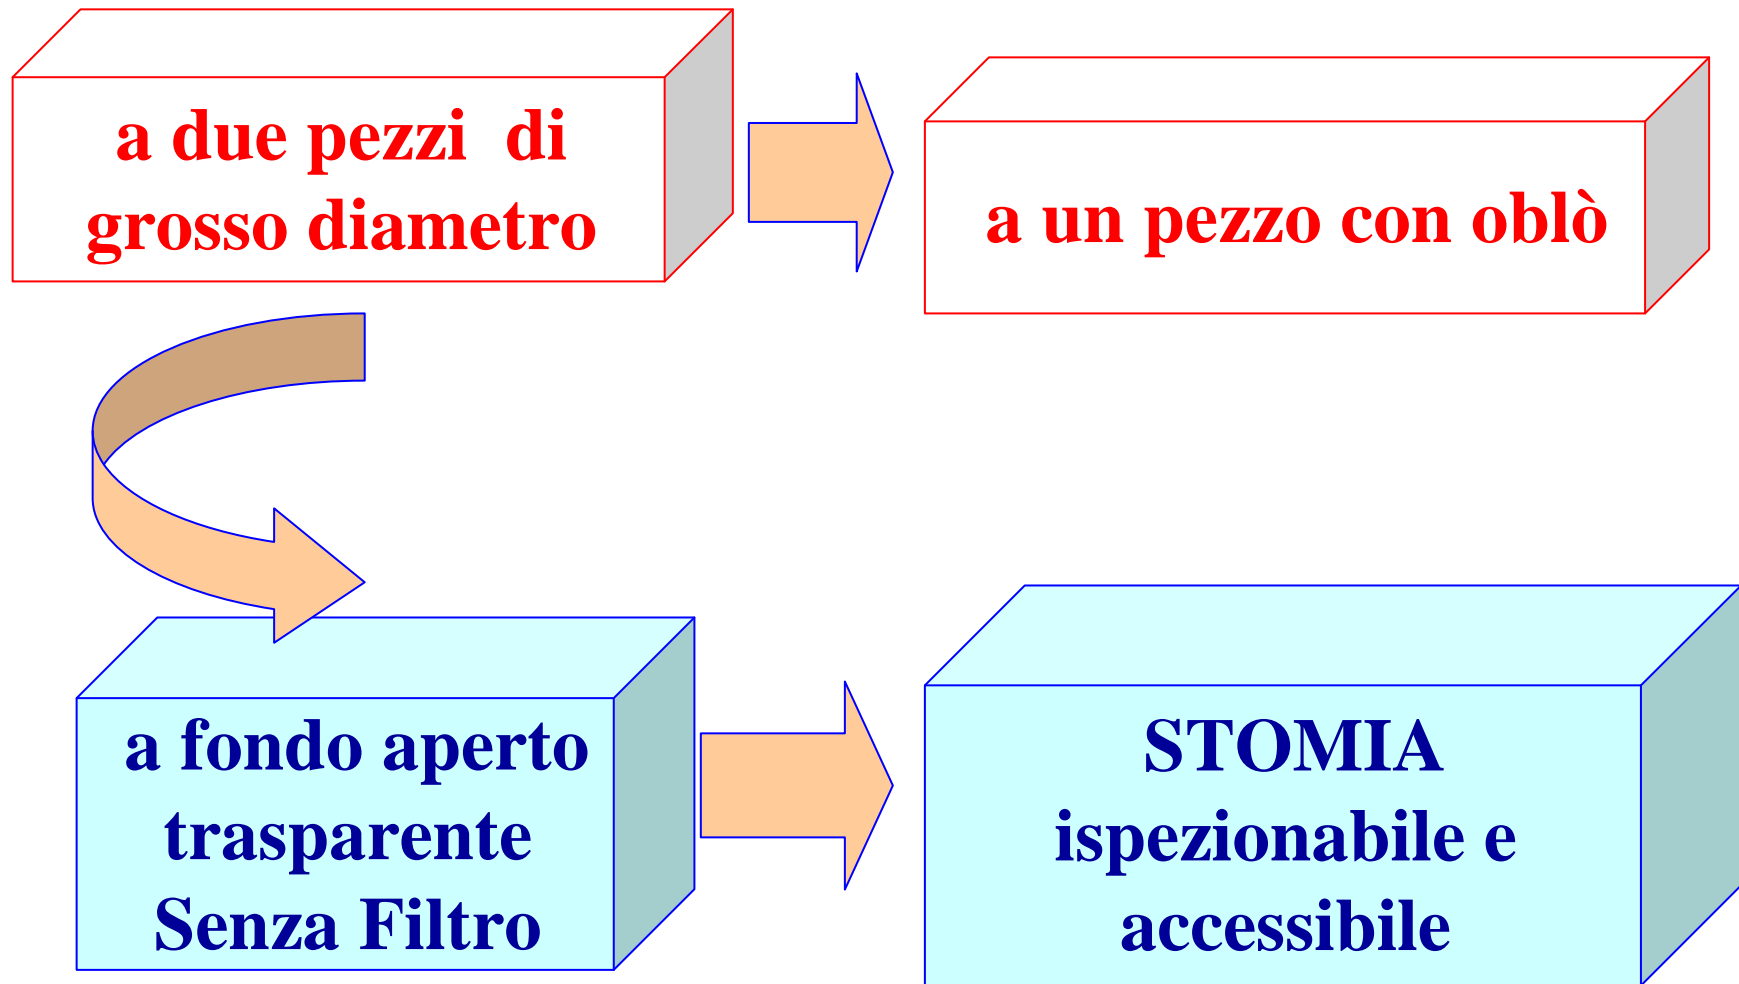 a due pezzi  di
grosso diametro
a un pezzo con oblò
a fondo aperto
trasparente
Senza Filtro
STOMIA
ispezionabile e
accessibile